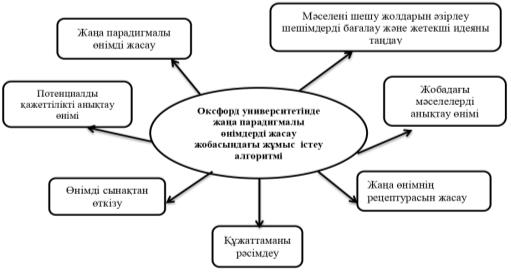 Жаңа парадигмалы
өнімді жасау
Мәселені шешу жолдарын әзірлеу
шешімдерді бағалау және жетекші идеяны
таңдау
Потенциалды
қажеттілікті анықтау
өнімі
Оксфорд университетінде
жаңа парадигмалы
өнімдерді жасау
жобасындағы жұмыс істеу
алгоритмі
Жобадағы
мәселелерді
анықтау өнімі
Өнімді сынақтан
өткізу
Жаңа өнімнің
рецептурасын жасау
Құжаттаманы
рәсімдеу